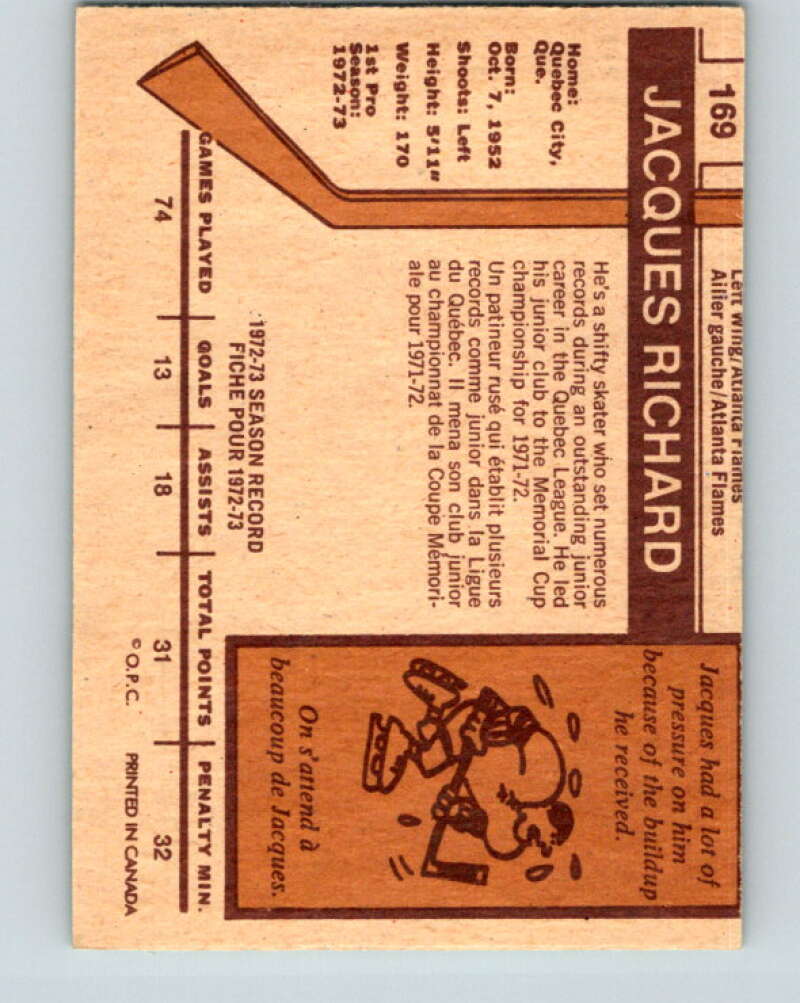 169
Left Wing/Atlanta Flames
Ailier gauche/Atlanta Flames
JACQUES RICHARD
Home:
Quebec City,
Que.
Born:
Oct. 7, 1952
Shoots: Left
Height: 5'11"
Weight: 170
1st Pro
Season:
1972-73
He's a shifty skater who set numerous
records during an outstanding junior
career in the Quebec League. He led
his junior club to the Memorial Cup
championship for 1971-72.
Un patineur rusé qui établit plusieurs
records comme junior dans la Ligue
du Québec. Il mena son club junior
au championnat de la Coupe Mémori-
ale pour 1971-72.
Jacques had a lot of
pressure on him
because of the buildup
he received.
On s'attend à
beaucoup de Jacques.
1972-73 SEASON RECORD
FICHE POUR 1972-73
GAMES PLAYED GOALS ASSISTS TOTAL POINTS PENALTY MIN.
74 13 18 31 32
© O.P.C. PRINTED IN CANADA